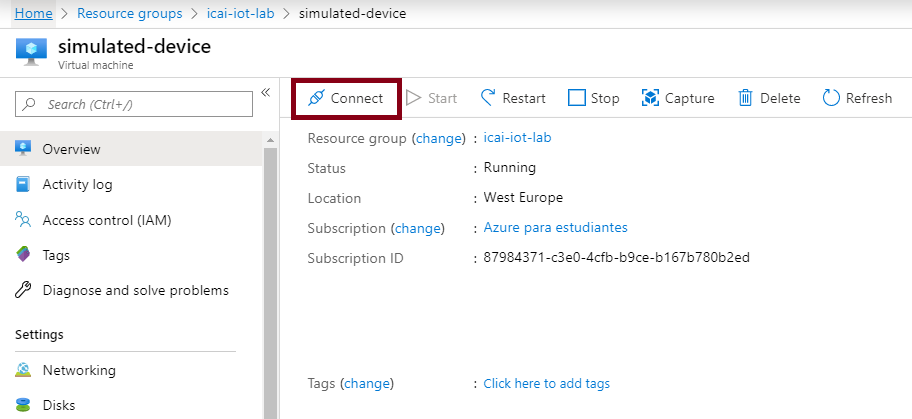 Home > Resource groups > icai-iot-lab > simulated-device
simulated-device
Virtual machine
Search (Ctrl+/)
«
Connect Start Restart Stop Capture Delete Refresh
Overview
Activity log
Access control (IAM)
Tags
Diagnose and solve problems
Settings
Networking
Disks
Resource group (change) : icai-iot-lab
Status : Running
Location : West Europe
Subscription (change) : Azure para estudiantes
Subscription ID : 87984371-c3e0-4cfb-b9ce-b167b780b2ed
Tags (change) : Click here to add tags